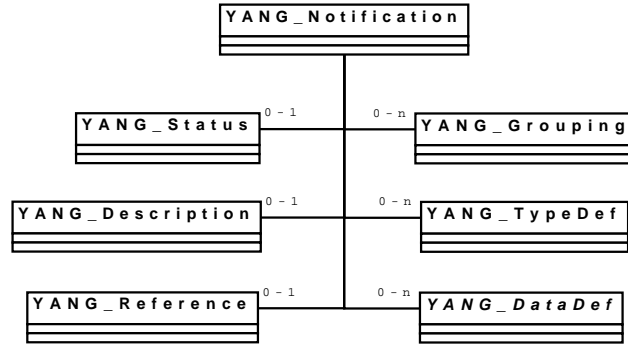 YANG_Notification
0-1
0-n
YANG_Status
YANG_Grouping
0-1
0-n
YANG_Description
YANG_TypeDef
0-1
0-n
YANG_Reference
YANG_DataDef